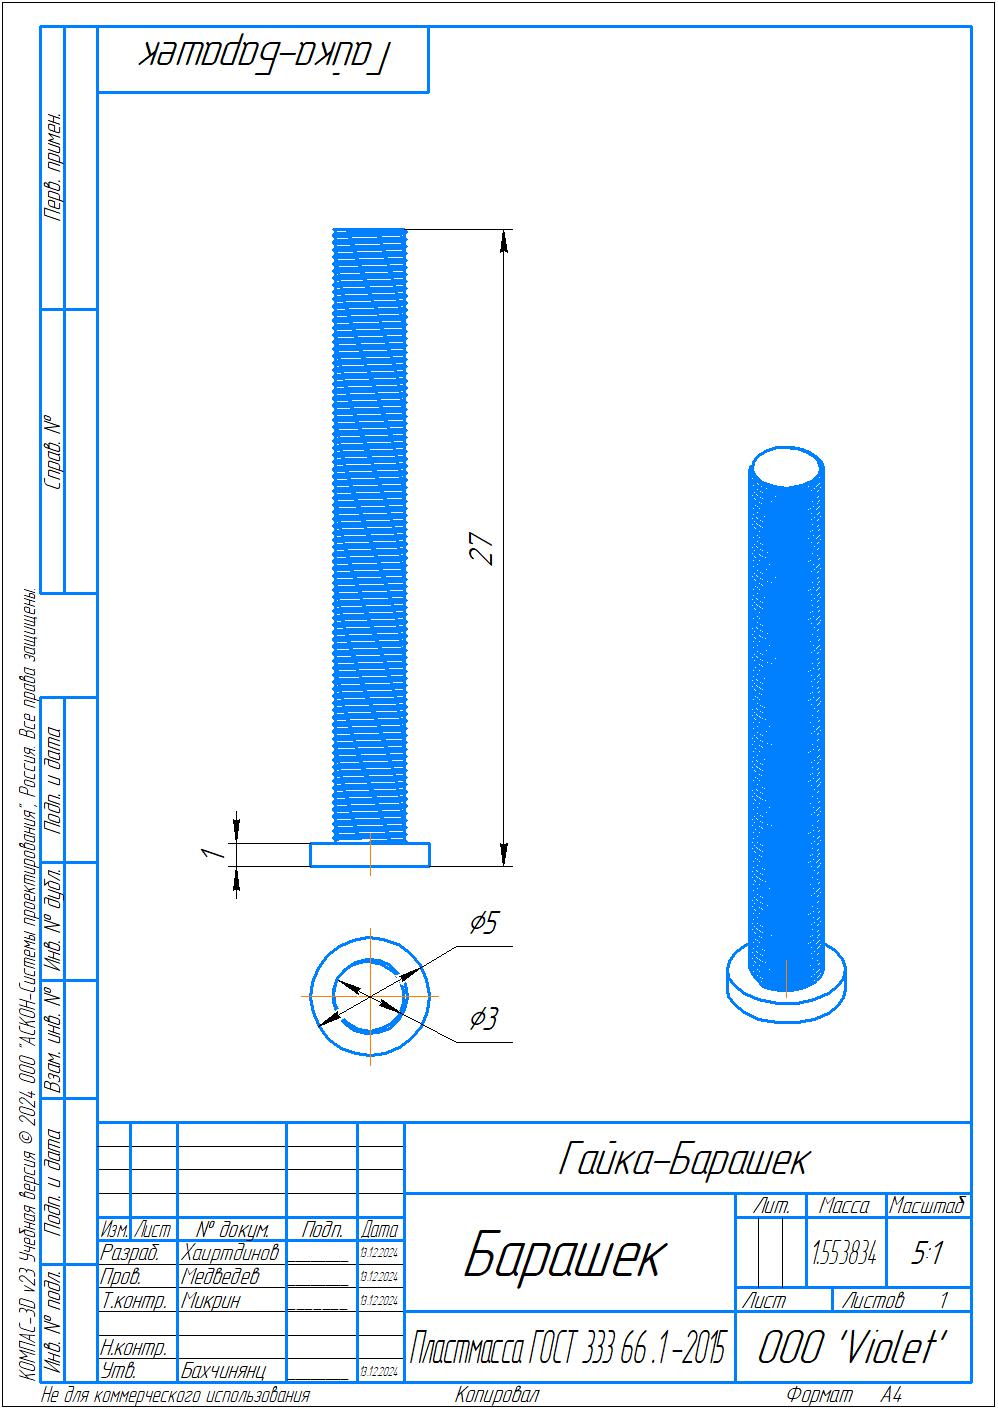 Гайка-Барашек
Перв. примен.
Справ. №
Подп. и дата
Инв. № дубл.
Взам. инв. №
Подп. и дата
Инв. № подл.
КОМПАС-3D v23 Учебная версия © 2024 ООО "АСКОН-Системы проектирования", Россия. Все права защищены.
27
1
⌀5
⌀3
Гайка-Барашек
Изм. Лист № докум. Подп. Дата
Разраб. Хаиртдинов 13.12.2024
Пров. Медведев 13.12.2024
Т.контр. Микрин 13.12.2024
Н.контр.
Утв. Бахчинянц 13.12.2024
Барашек
Лит. Масса Масштаб
1.553834 5:1
Лист Листов 1
Пластмасса ГОСТ 333 66 .1-2015
ООО 'Violet'
Не для коммерческого использования Копировал Формат А4